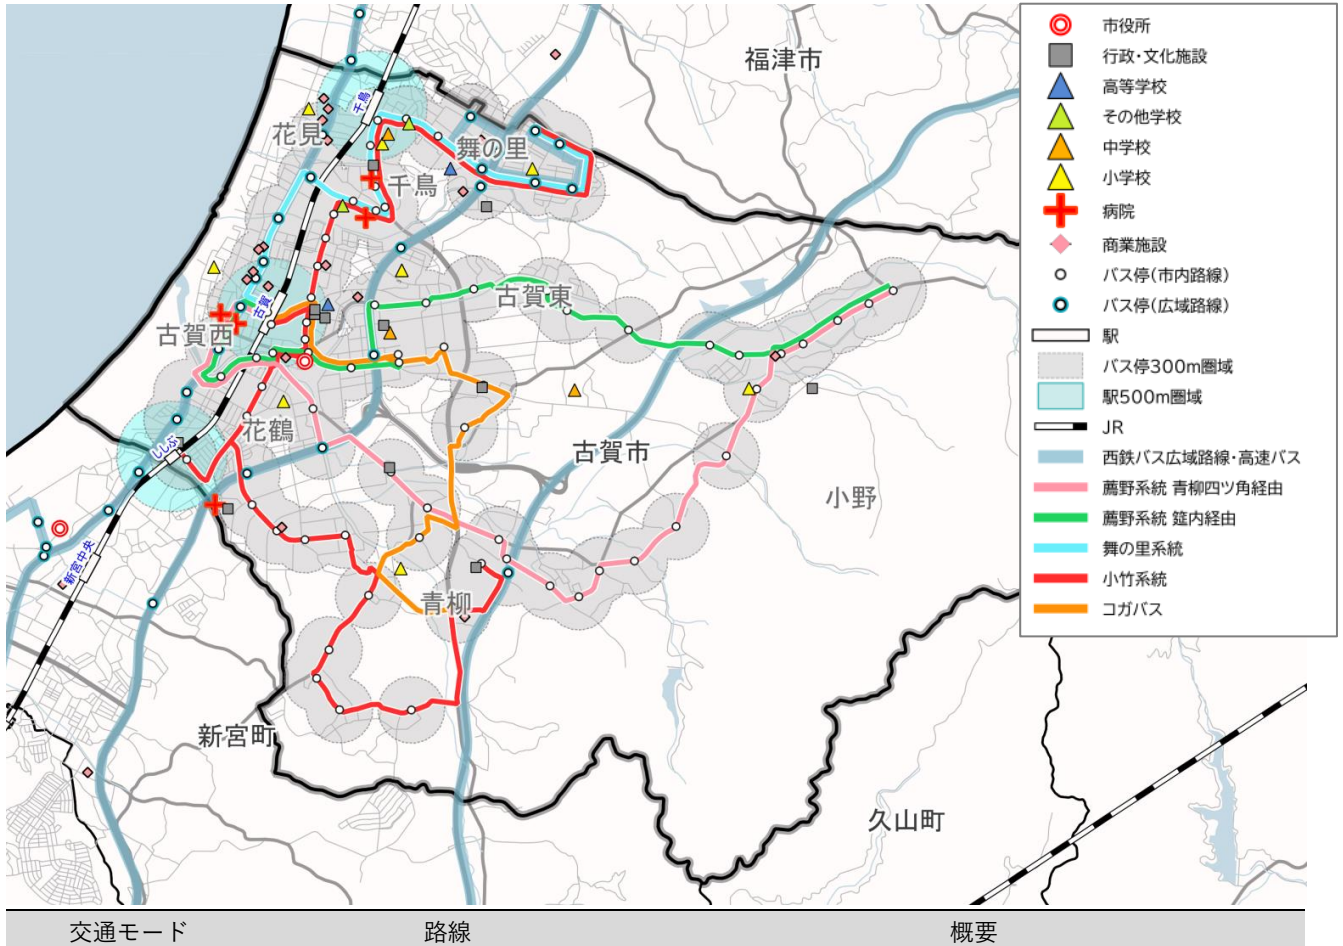 福津市
花見
千鳥
舞の里
千鳥
古賀
古賀西
古賀東
花鶴
ししぶ
古賀市
小野
新宮中央
青柳
新宮町
久山町
市役所
行政・文化施設
高等学校
その他学校
中学校
小学校
病院
商業施設
バス停(市内路線)
バス停(広域路線)
駅
バス停300m圏域
駅500m圏域
JR
西鉄バス広域路線・高速バス
薦野系統 青柳四ツ角経由
薦野系統 筵内経由
舞の里系統
小竹系統
コガバス
交通モード 路線 概要